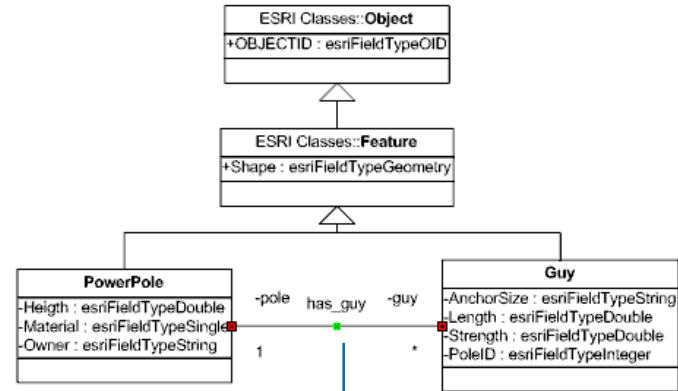 ESRI Classes::Object
+OBJECTID : esriFieldTypeOID
ESRI Classes::Feature
+Shape : esriFieldTypeGeometry
PowerPole
-Heigth : esriFieldTypeDouble
-Material : esriFieldTypeSingle
-Owner : esriFieldTypeString
-pole has_guy -guy
1 *
Guy
-AnchorSize : esriFieldTypeString
-Length : esriFieldTypeDouble
-Strength : esriFieldTypeDouble
-PoleID : esriFieldTypeInteger